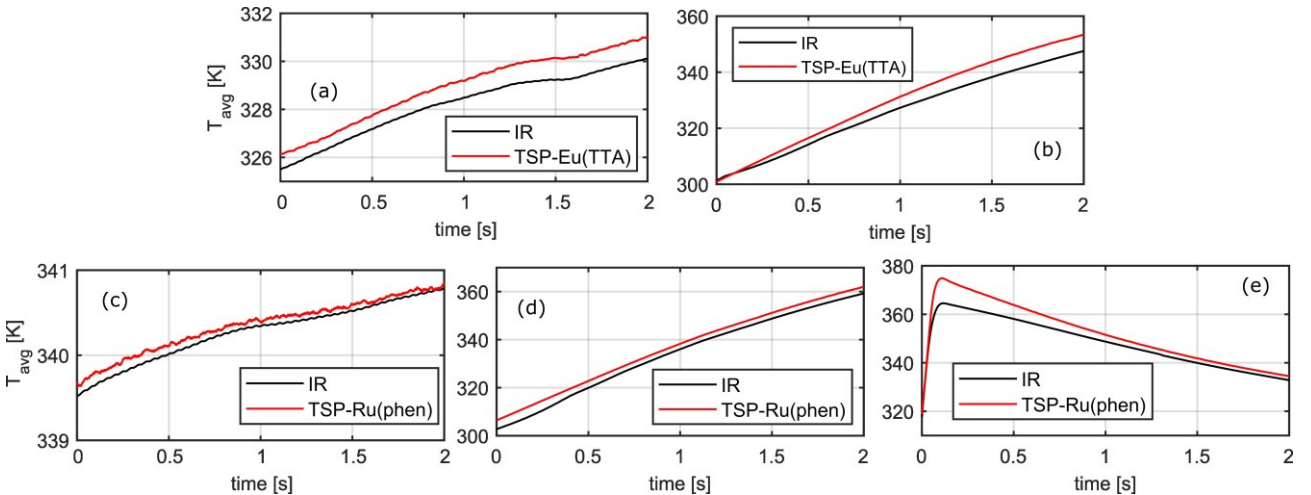 332
330
328
326
T_avg [K]
(a)
IR
TSP-Eu(TTA)
0 0.5 1 1.5 2
time [s]
360
340
320
300
IR
TSP-Eu(TTA)
(b)
0 0.5 1 1.5 2
time [s]
341
340
339
T_avg [K]
(c)
IR
TSP-Ru(phen)
0 0.5 1 1.5 2
time [s]
360
340
320
300
(d)
IR
TSP-Ru(phen)
0 0.5 1 1.5 2
time [s]
380
360
340
320
(e)
IR
TSP-Ru(phen)
0 0.5 1 1.5 2
time [s]